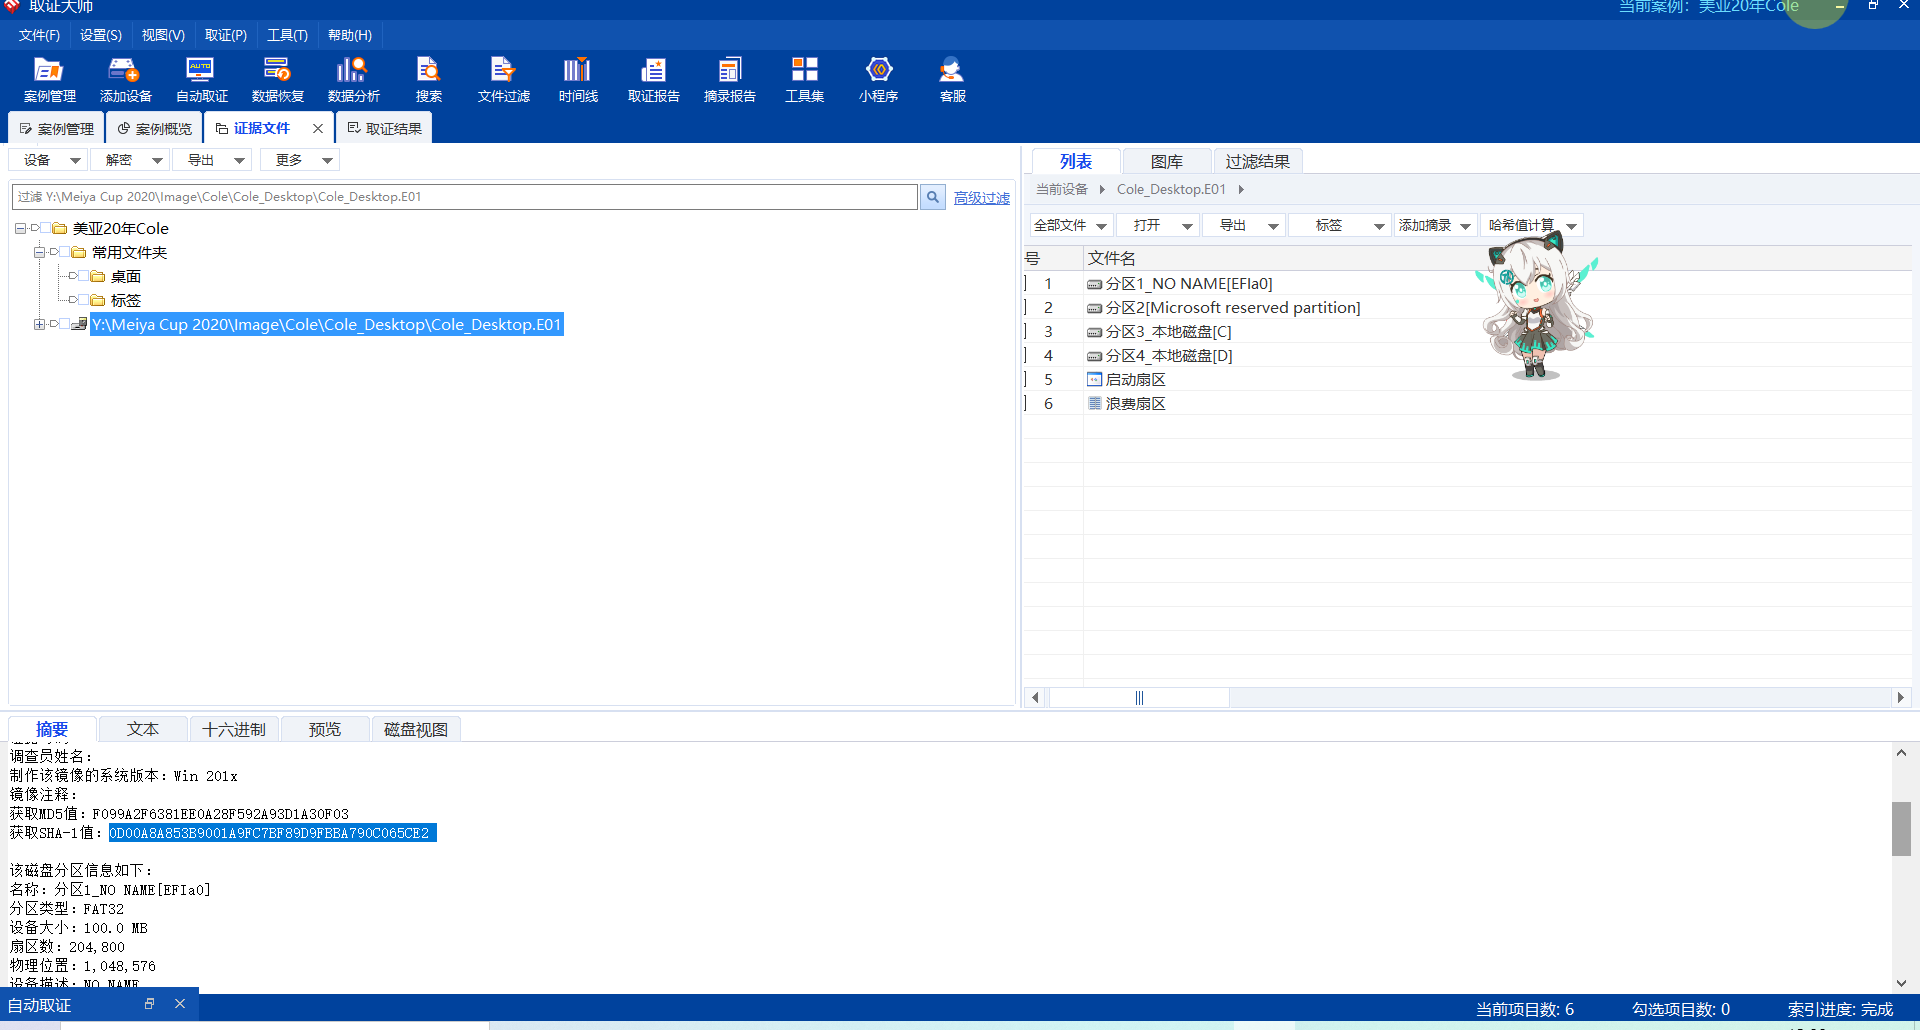 取证大师
当前案例：美亚20年Cole
文件(F) 设置(S) 视图(V) 取证(P) 工具(T) 帮助(H)
案例管理 添加设备 自动取证 数据恢复 数据分析 搜索 文件过滤 时间线 取证报告 摘录报告 工具集 小程序 客服
案例管理 案例概览 证据文件 取证结果
设备 解密 导出 更多
过滤 Y:\Meiya Cup 2020\Image\Cole\Cole_Desktop\Cole_Desktop.E01
高级过滤
美亚20年Cole
常用文件夹
桌面
标签
Y:\Meiya Cup 2020\Image\Cole\Cole_Desktop\Cole_Desktop.E01
列表 图库 过滤结果
当前设备 Cole_Desktop.E01
全部文件 打开 导出 标签 添加摘录 哈希值计算
号 文件名
1 分区1_NO NAME[EFIa0]
2 分区2[Microsoft reserved partition]
3 分区3_本地磁盘[C]
4 分区4_本地磁盘[D]
5 启动扇区
6 浪费扇区
摘要 文本 十六进制 预览 磁盘视图
调查员姓名：
制作该镜像的系统版本：Win 201x
镜像注释：
获取MD5值：F099A2F6381EE0A28F592A93D1A30F03
获取SHA-1值：0D00A8A853B9001A9FC7BF89D9FBBA790C065CE2
该磁盘分区信息如下：
名称：分区1_NO NAME[EFIa0]
分区类型：FAT32
设备大小：100.0 MB
扇区数：204,800
物理位置：1,048,576
设备描述：NO NAME
自动取证
当前项目数: 6 勾选项目数: 0 索引进度: 完成